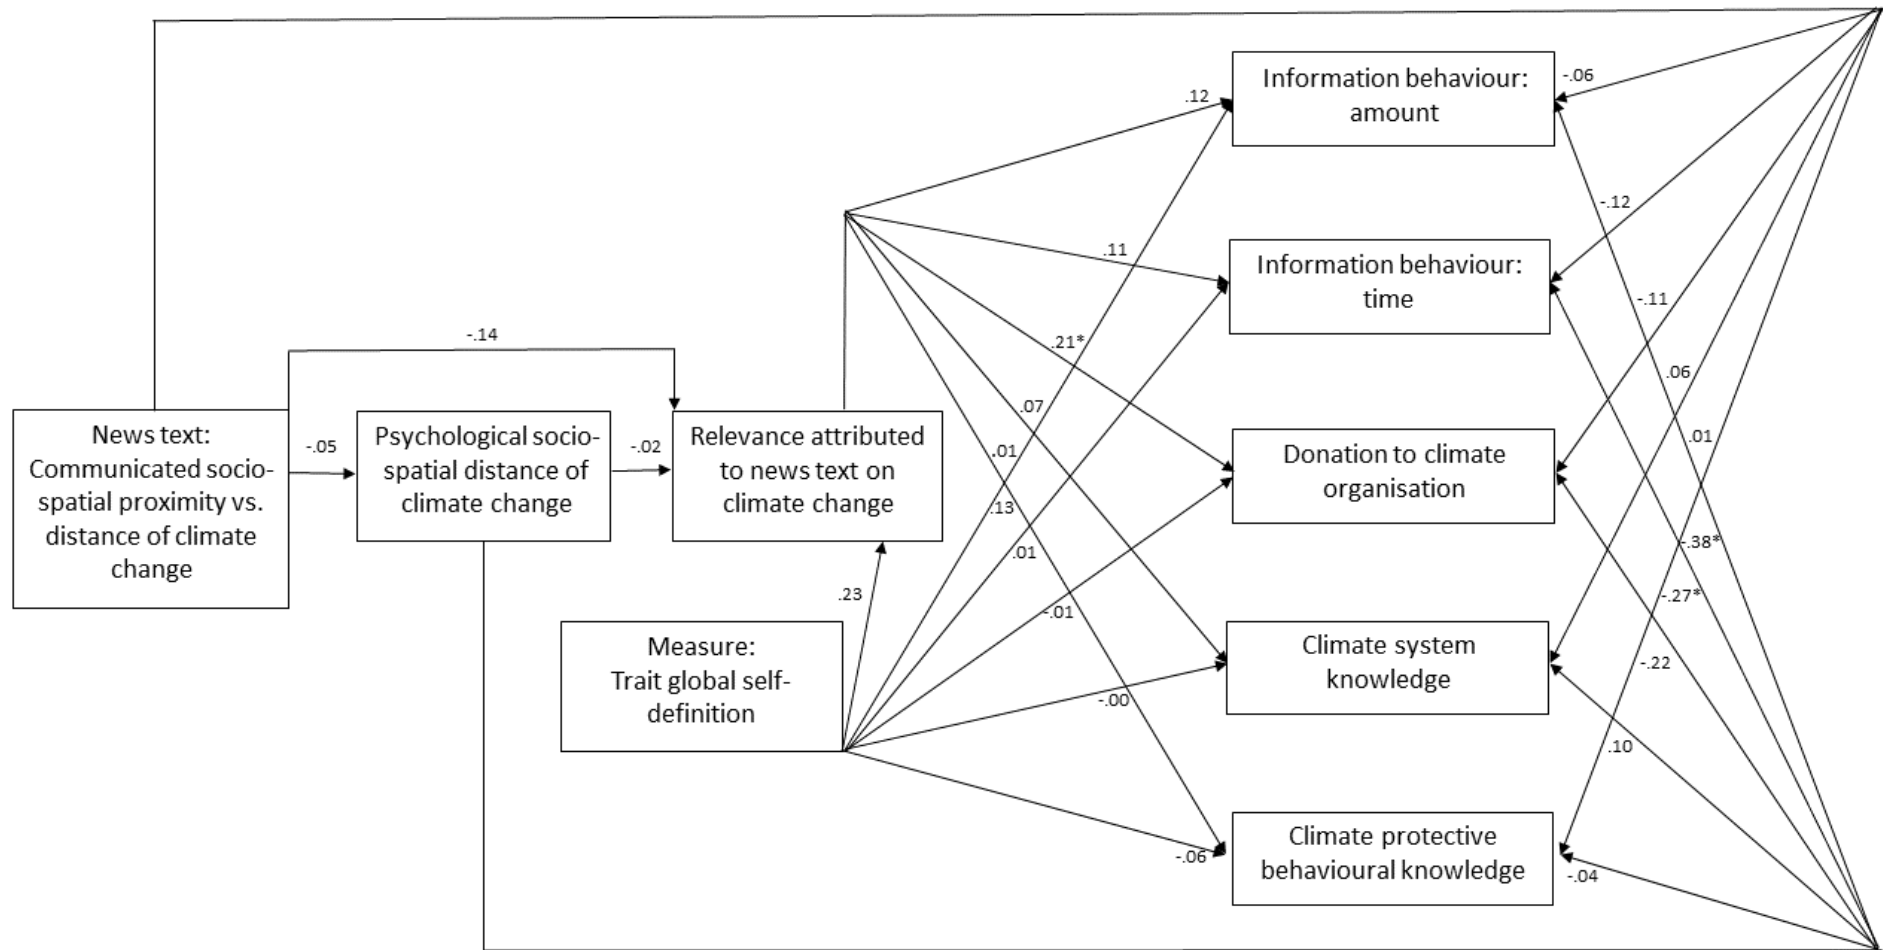 Information behaviour:
amount
-.06
.12
-.12
Information behaviour:
time
.11
-.11
-.14
.21*
.06
News text:
Communicated socio-
spatial proximity vs.
distance of climate
change
-.05
Psychological socio-
spatial distance of
climate change
-.02
Relevance attributed
to news text on
climate change
.07
.01
.13
.01
Donation to climate
organisation
.01
-.38*
-.27*
.23
-.01
Measure:
Trait global self-
definition
-.00
Climate system
knowledge
-.22
.10
-.06
Climate protective
behavioural knowledge
-.04